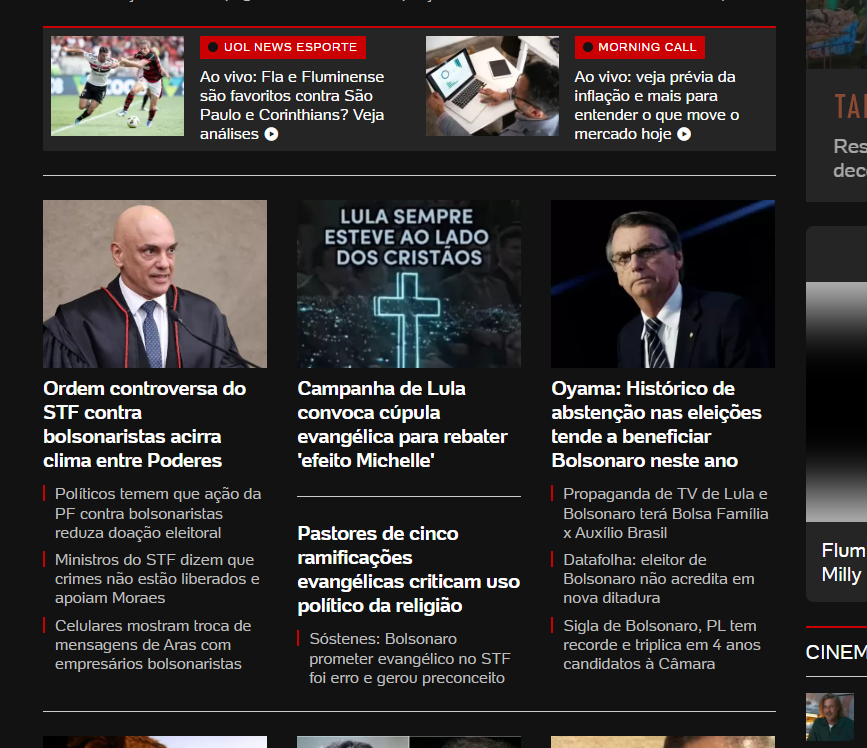 UOL NEWS ESPORTE
Ao vivo: Fla e Fluminense
são favoritos contra São
Paulo e Corinthians? Veja
análises
MORNING CALL
Ao vivo: veja prévia da
inflação e mais para
entender o que move o
mercado hoje
LULA SEMPRE
ESTEVE AO LADO
DOS CRISTÃOS
Ordem controversa do
STF contra
bolsonaristas acirra
clima entre Poderes
Políticos temem que ação da
PF contra bolsonaristas
reduza doação eleitoral
Ministros do STF dizem que
crimes não estão liberados e
apoiam Moraes
Celulares mostram troca de
mensagens de Aras com
empresários bolsonaristas
Campanha de Lula
convoca cúpula
evangélica para rebater
'efeito Michelle'
Pastores de cinco
ramificações
evangélicas criticam uso
político da religião
Sóstenes: Bolsonaro
prometer evangélico no STF
foi erro e gerou preconceito
Oyama: Histórico de
abstenção nas eleições
tende a beneficiar
Bolsonaro neste ano
Propaganda de TV de Lula e
Bolsonaro terá Bolsa Família
x Auxílio Brasil
Datafolha: eleitor de
Bolsonaro não acredita em
nova ditadura
Sigla de Bolsonaro, PL tem
recorde e triplica em 4 anos
candidatos à Câmara
Res
deco
Flum
Milly
CINEM